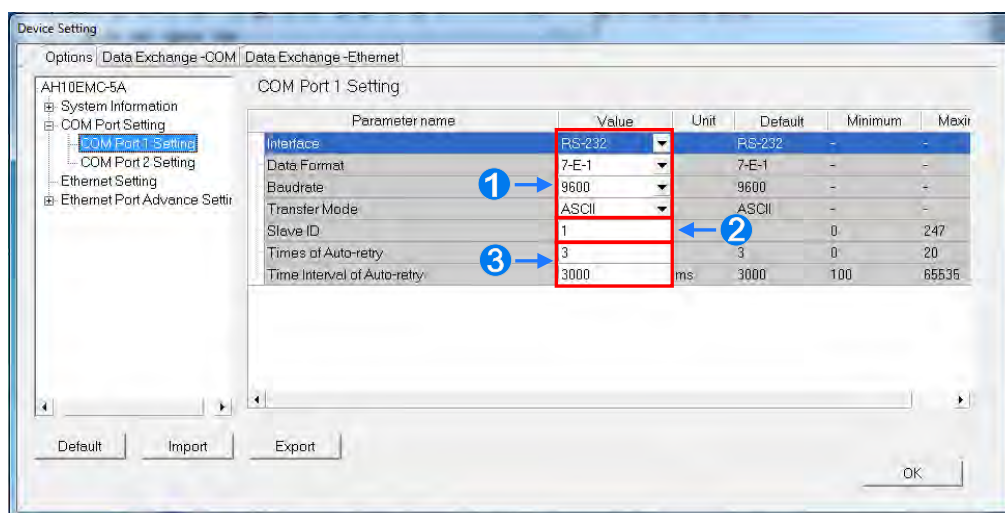 Device Setting
Options Data Exchange -COM Data Exchange -Ethernet
AH10EMC-5A
System Information
COM Port Setting
COM Port 1 Setting
COM Port 2 Setting
Ethernet Setting
Ethernet Port Advance Settir
COM Port 1 Setting
Parameter name Value Unit Default Minimum Maxir
Interface RS-232 RS-232 - -
Data Format 7-E-1 7-E-1 - -
1
Baudrate 9600 9600 - -
Transfer Mode ASCII ASCII - -
Slave ID 1 2 0 247
Times of Auto-retry 3 3 0 20
3
Time Interval of Auto-retry 3000 ms 3000 100 65535
Default Import Export
OK